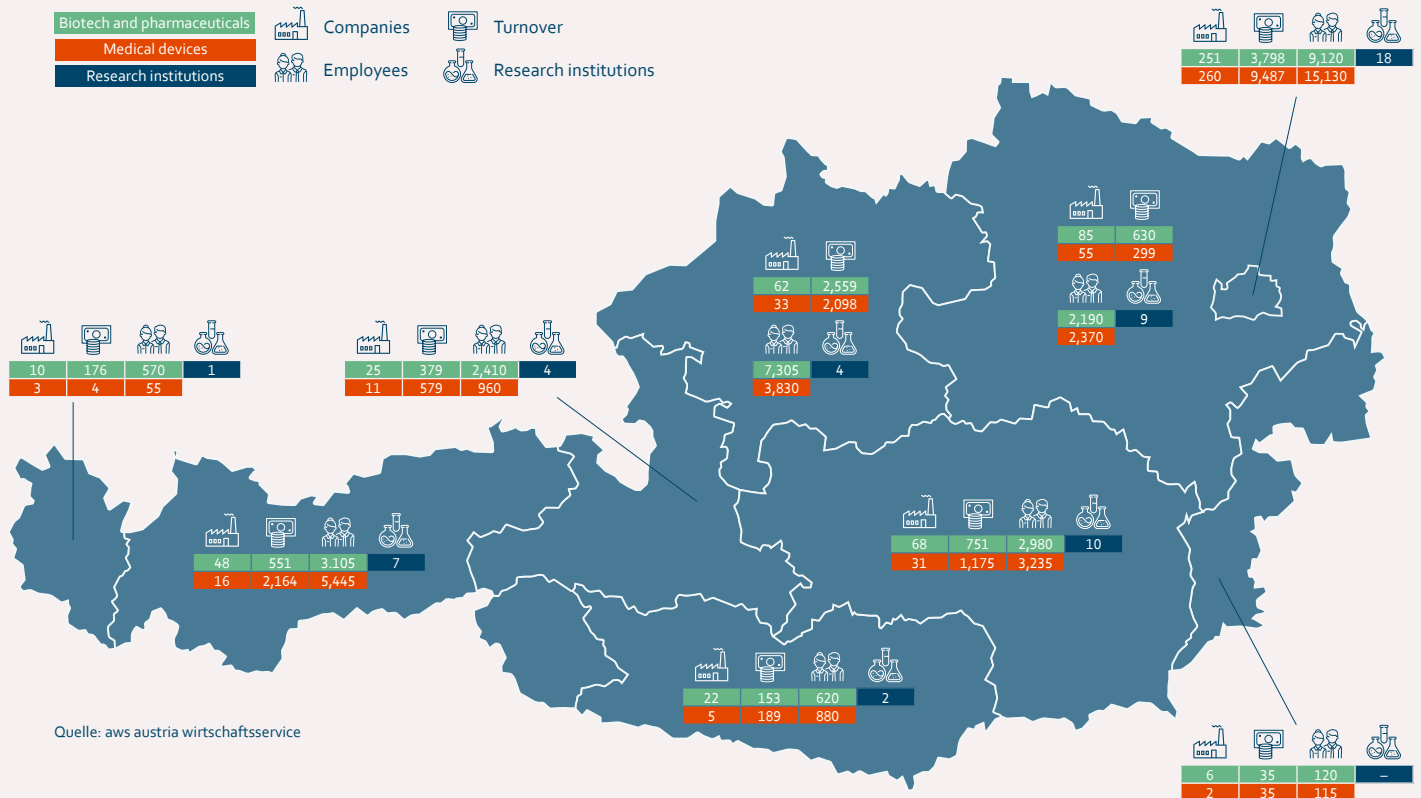 Biotech and pharmaceuticals
Medical devices
Research institutions
Companies
Turnover
Employees
Research institutions
251 3,798 9,120 18
260 9,487 15,130
85 630
55 299
2,190 9
2,370
62 2,559
33 2,098
7,305 4
3,830
10 176 570 1
3 4 55
25 379 2,410 4
11 579 960
48 551 3.105 7
16 2,164 5,445
68 751 2,980 10
31 1,175 3,235
22 153 620 2
5 189 880
6 35 120 –
2 35 115
Quelle: aws austria wirtschaftsservice